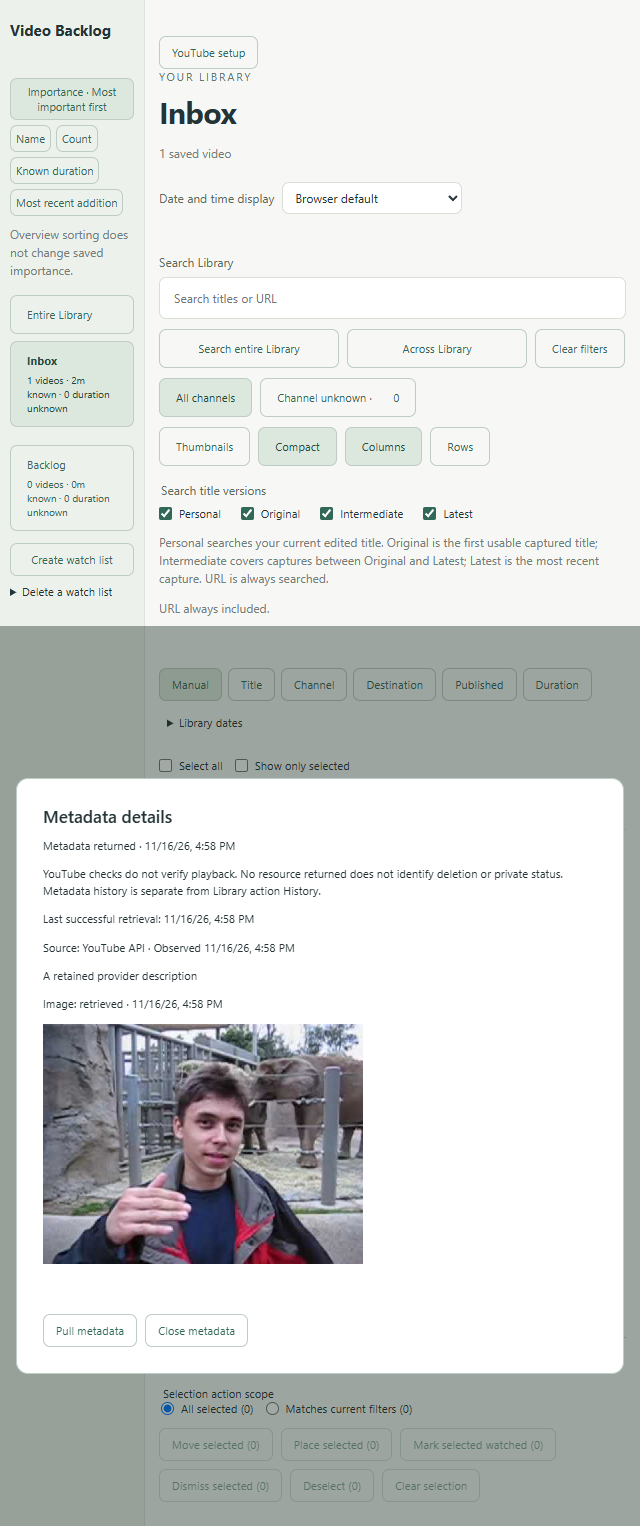 Video Backlog
Importance · Most
important first
Name
Count
Known duration
Most recent addition
Overview sorting does
not change saved
importance.
Entire Library
Inbox
1 videos · 2m
known · 0 duration
unknown
Backlog
0 videos · 0m
known · 0 duration
unknown
Create watch list
Delete a watch list
YouTube setup
YOUR LIBRARY
Inbox
1 saved video
Date and time display
Browser default
Search Library
Search titles or URL
Search entire Library
Across Library
Clear filters
All channels
Channel unknown · 0
Thumbnails
Compact
Columns
Rows
Search title versions
Personal
Original
Intermediate
Latest
Personal searches your current edited title. Original is the first usable captured title;
Intermediate covers captures between Original and Latest; Latest is the most recent
capture. URL is always searched.
URL always included.
Manual
Title
Channel
Destination
Published
Duration
Library dates
Select all
Show only selected
Metadata details
Metadata returned · 11/16/26, 4:58 PM
YouTube checks do not verify playback. No resource returned does not identify deletion or private status.
Metadata history is separate from Library action History.
Last successful retrieval: 11/16/26, 4:58 PM
Source: YouTube API · Observed 11/16/26, 4:58 PM
A retained provider description
Image: retrieved · 11/16/26, 4:58 PM
Pull metadata
Close metadata
Selection action scope
All selected (0)
Matches current filters (0)
Move selected (0)
Place selected (0)
Mark selected watched (0)
Dismiss selected (0)
Deselect (0)
Clear selection